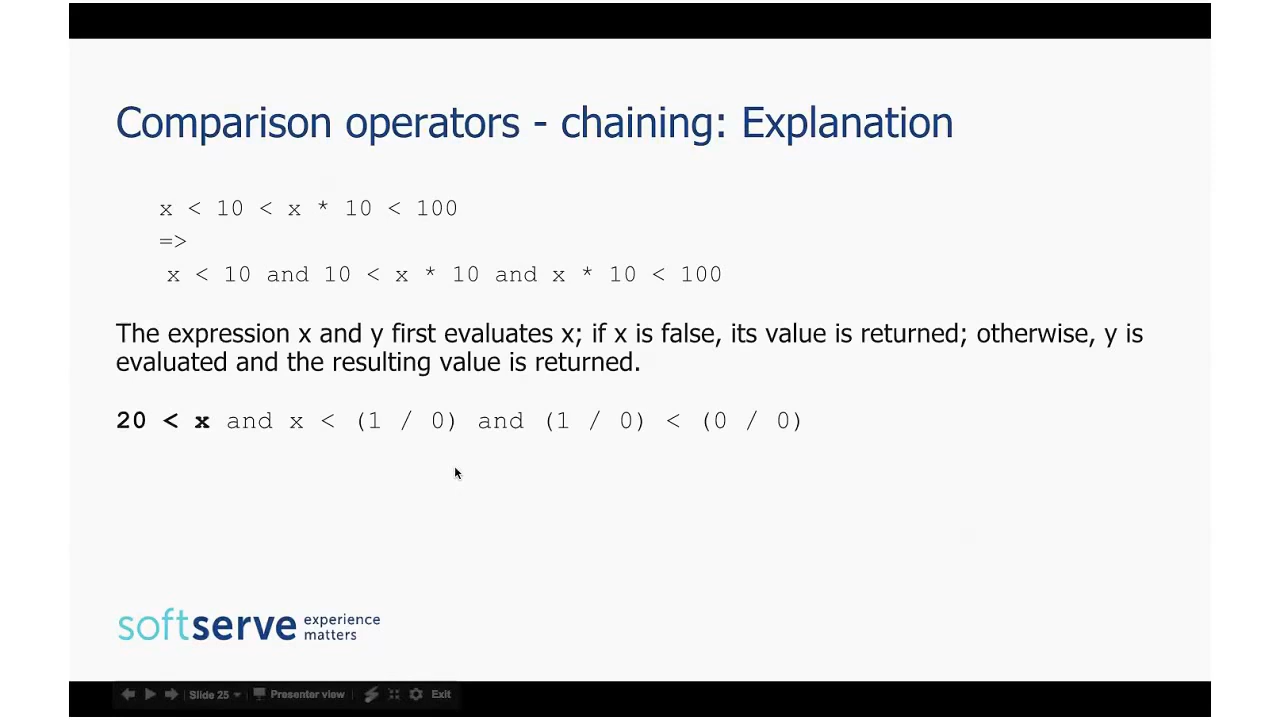 Comparison operators - chaining: Explanation
x < 10 < x * 10 < 100
=>
x < 10 and 10 < x * 10 and x * 10 < 100
The expression x and y first evaluates x; if x is false, its value is returned; otherwise, y is
evaluated and the resulting value is returned.
20 < x and x < (1 / 0) and (1 / 0) < (0 / 0)
softserve experience
matters
Slide 25 Presenter view Exit